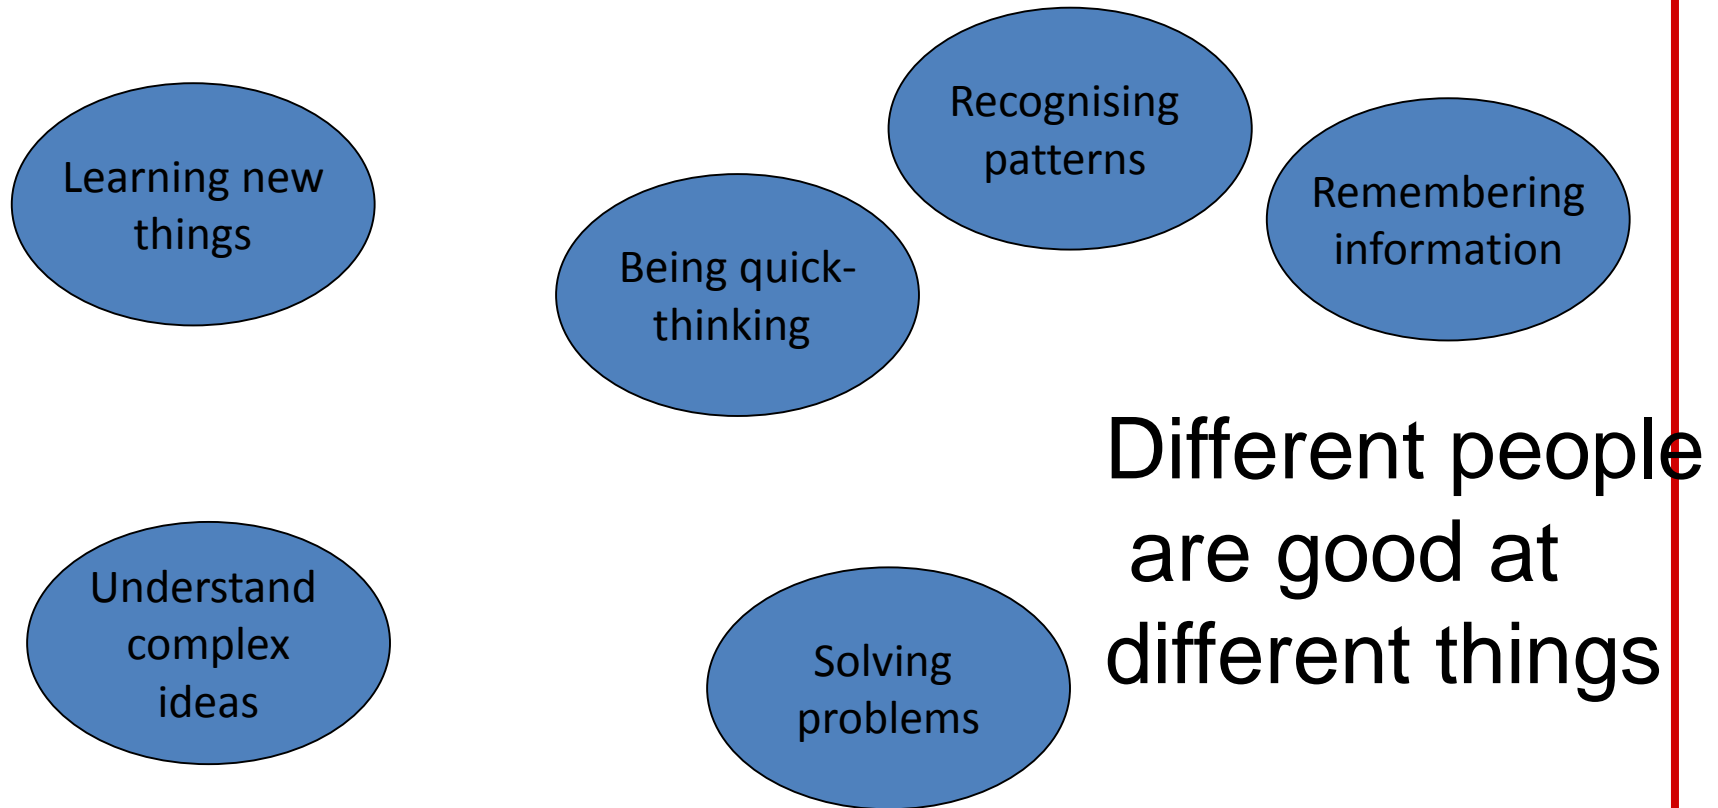 Learning new
things
Being quick-
thinking
Recognising
patterns
Remembering
information
Understand
complex
ideas
Solving
problems
Different people
are good at
different things